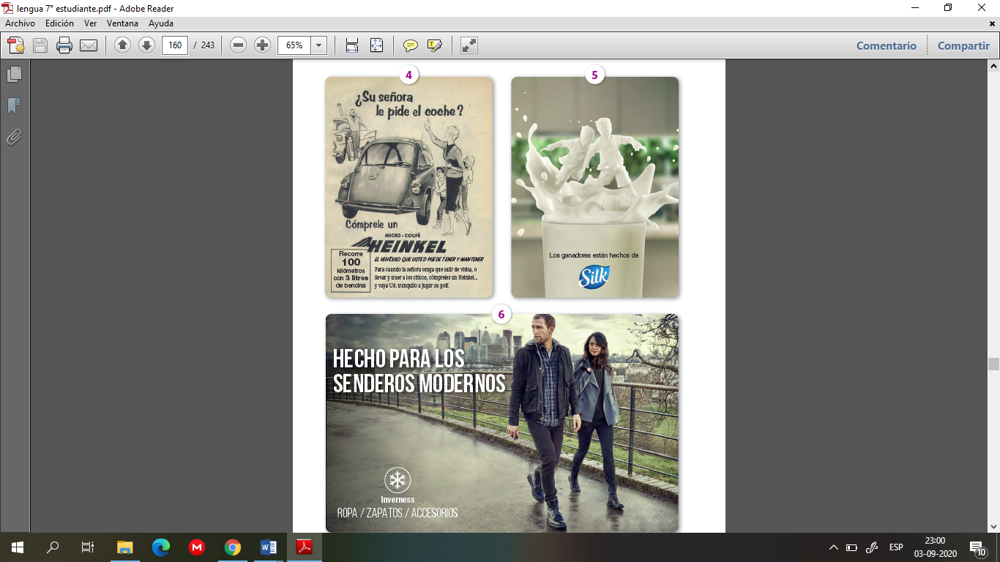 lengua 7° estudiante.pdf - Adobe Reader
Archivo Edición Ver Ventana Ayuda
160 / 243
65%
Comentario Compartir
4
¿Su señora
le pide el coche?
Cómprele un
MICRO-COUPÉ
HEINKEL
EL VEHÍCULO QUE USTED PUEDE TENER Y MANTENER
Recorre
100
kilómetros
con 3 litros
de bencina
Para cuando la señora tenga que salir de visita, o
llevar y traer a los chicos, cómpreles un Heinkel...
y vaya Ud. tranquilo a jugar su golf.
5
Los ganadores están hechos de
Silk
6
HECHO PARA LOS
SENDEROS MODERNOS
Inverness
ROPA / ZAPATOS / ACCESORIOS
ESP
23:00
03-09-2020
10